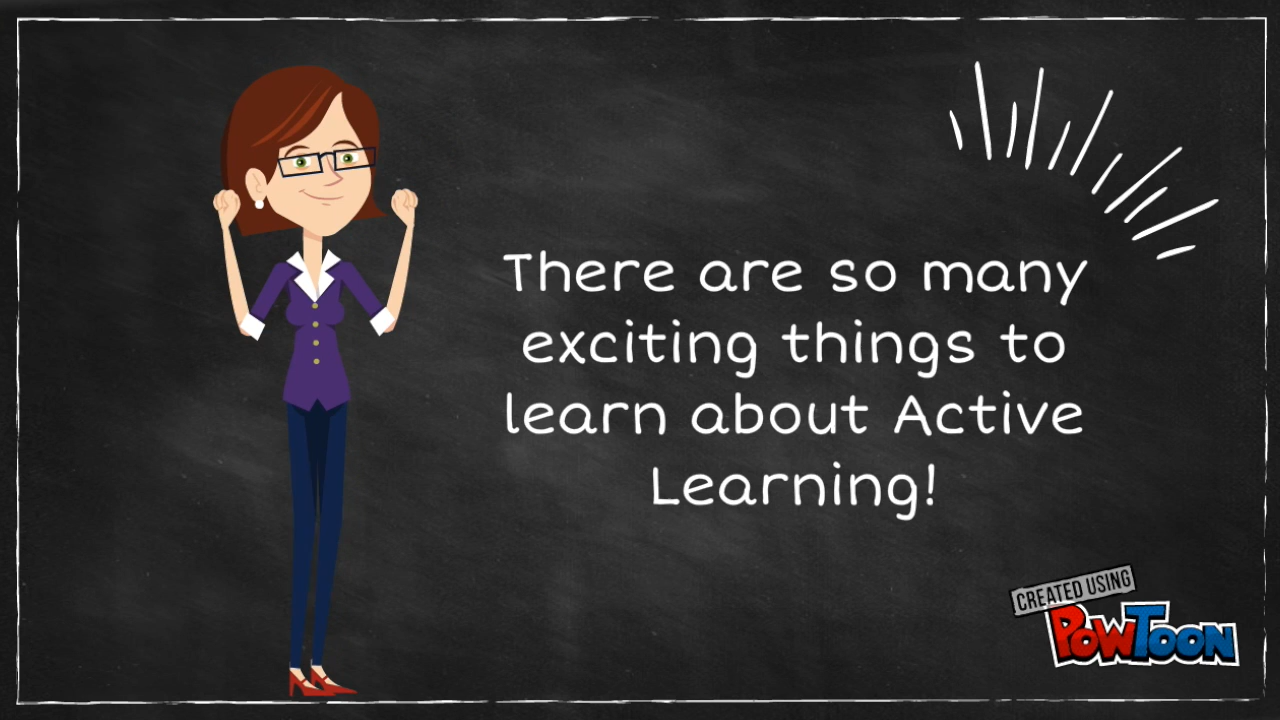 There are so many
exciting things to
learn about Active
Learning!
CREATED USING
PowToon